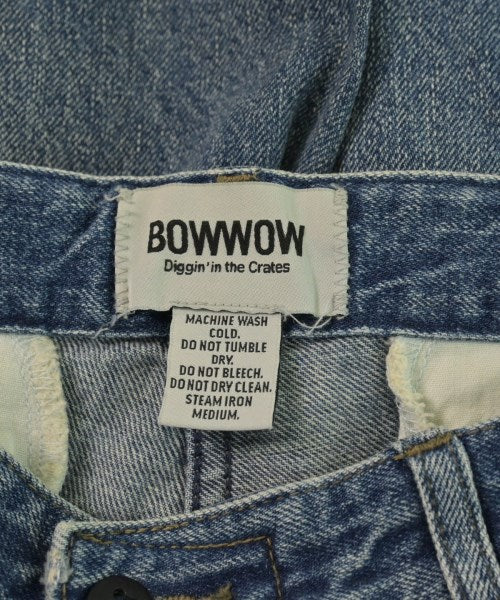 BOWWOW
Diggin' in the Crates
MACHINE WASH
COLD.
DO NOT TUMBLE
DRY.
DO NOT BLEECH.
DO NOT DRY CLEAN.
STEAM IRON
MEDIUM.